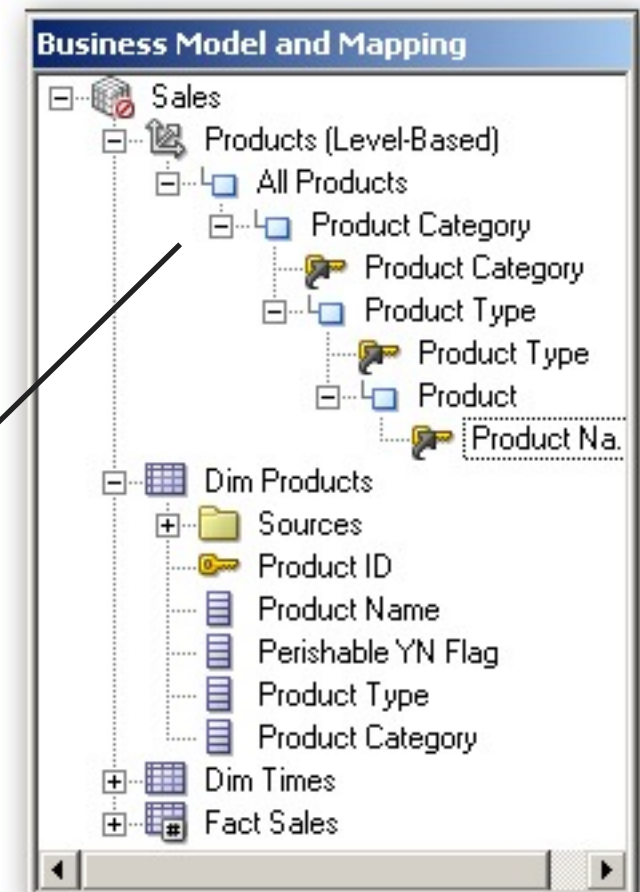 Business Model and Mapping
Sales
Products (Level-Based)
All Products
Product Category
Product Category
Product Type
Product Type
Product
Product Na.
Dim Products
Sources
Product ID
Product Name
Perishable YN Flag
Product Type
Product Category
Dim Times
Fact Sales